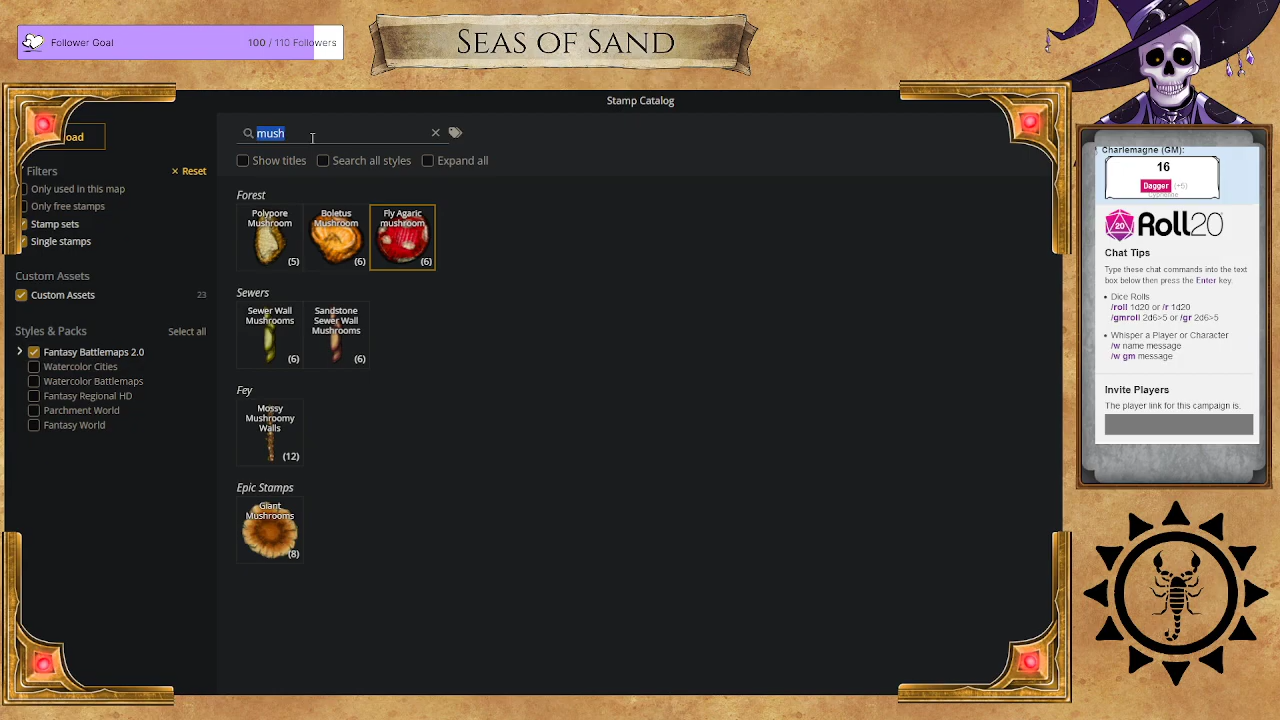 Follower Goal
100 / 110 Followers
SEAS OF SAND
Stamp Catalog
oad
mush
Show titles
Search all styles
Expand all
Filters
Reset
Only used in this map
Only free stamps
Stamp sets
Single stamps
Custom Assets
Custom Assets
23
Styles & Packs
Select all
Fantasy Battlemaps 2.0
Watercolor Cities
Watercolor Battlemaps
Fantasy Regional HD
Parchment World
Fantasy World
Forest
Polypore
Mushroom
(5)
Boletus
Mushroom
(6)
Fly Agaric
mushroom
(6)
Sewers
Sewer Wall
Mushrooms
(6)
Sandstone
Sewer Wall
Mushrooms
(6)
Fey
Mossy
Mushroomy
Walls
(12)
Epic Stamps
Giant
Mushrooms
(8)
Charlemagne (GM):
16
Dagger (+5)
20 Roll20
Chat Tips
Type these chat commands into the text
box below then press the Enter key.
• Dice Rolls
/roll 1d20 or /r 1d20
/gmroll 2d6>5 or /gr 2d6>5
• Whisper a Player or Character
/w name message
/w gm message
Invite Players
The player link for this campaign is: